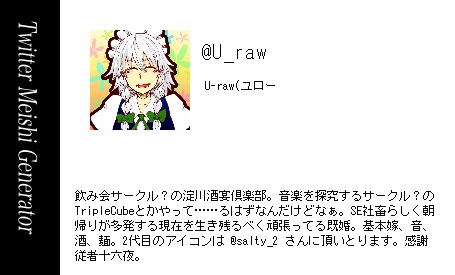 Twitter Meishi Generator
@U_raw
U-raw(ユロー
飲み会サークル？の淀川酒宴倶楽部。音楽を探究するサークル？の
TripleCubeとかやって……るはずなんだけどなぁ。SE社畜らしく朝
帰りが多発する現在を生き残るべく頑張ってる既婚。基本嫁、音、
酒、麺。2代目のアイコンは @salty_2 さんに頂いとります。感謝
従者十六夜。